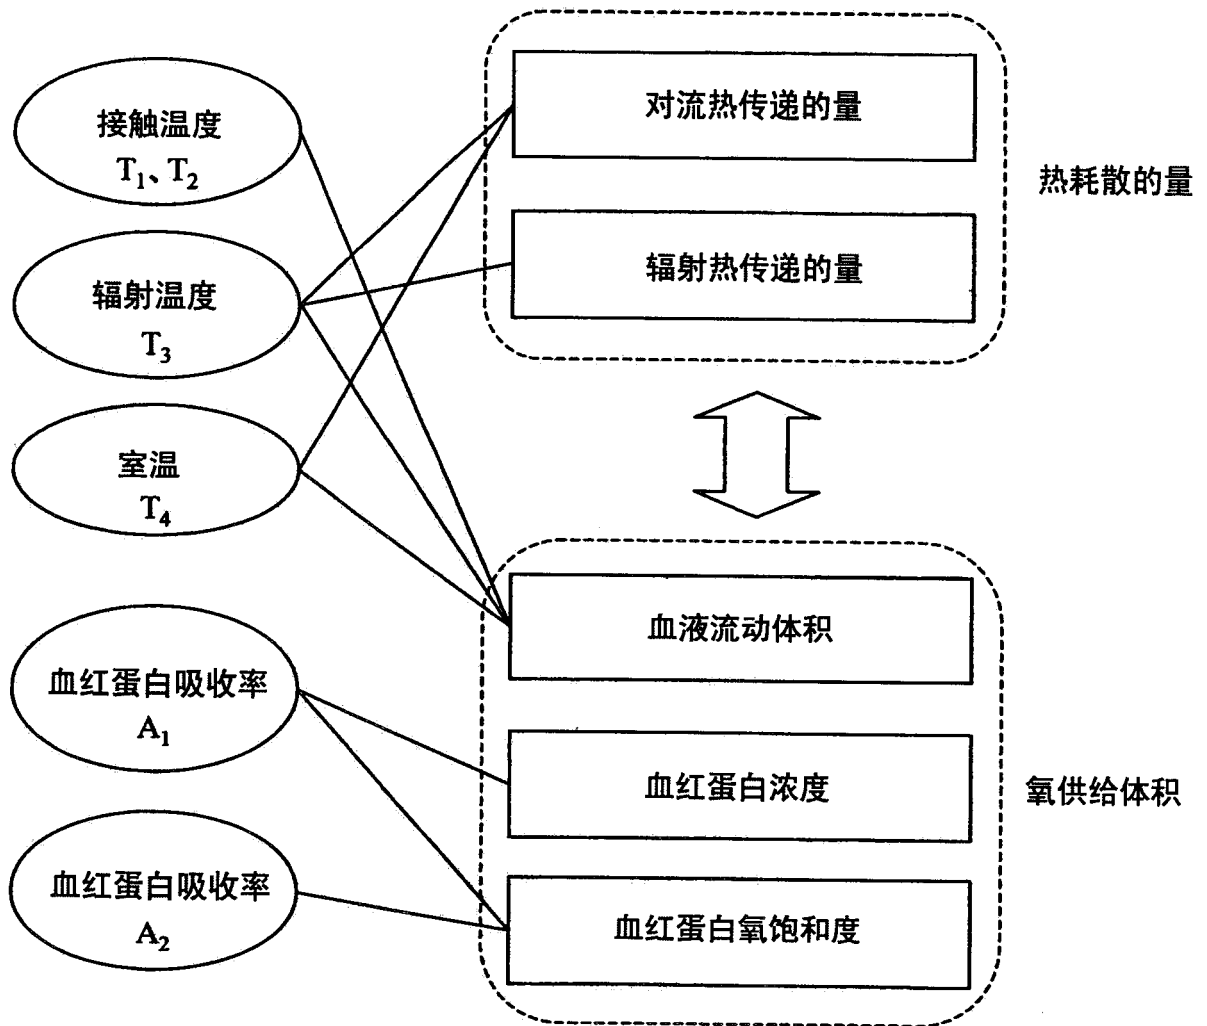 接触温度
T₁、T₂
辐射温度
T₃
室温
T₄
血红蛋白吸收率
A₁
血红蛋白吸收率
A₂
对流热传递的量
辐射热传递的量
热耗散的量
血液流动体积
血红蛋白浓度
血红蛋白氧饱和度
氧供给体积